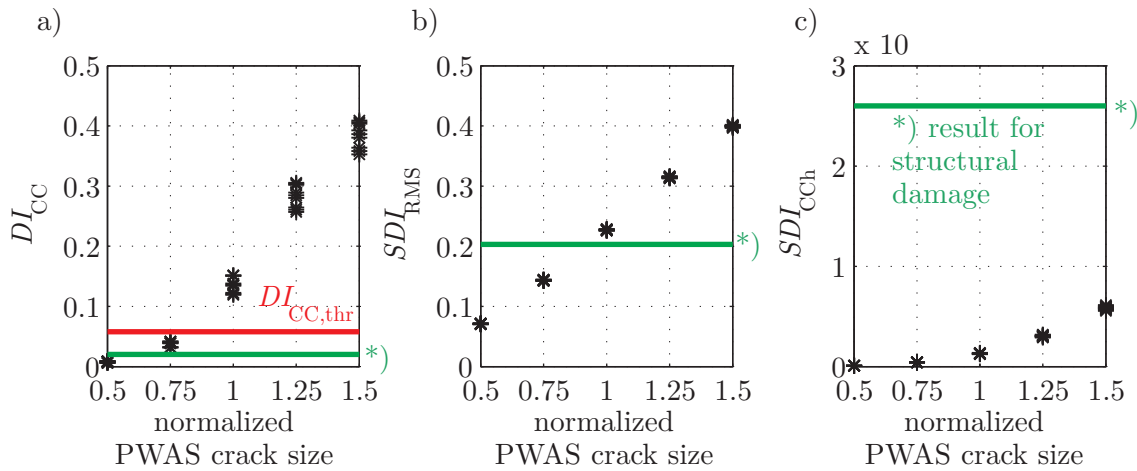 a)
0.5
0.4
0.3
0.2
0.1
0
DI_CC
DI_CC,thr
*)
0.5 0.75 1 1.25 1.5
normalized
PWAS crack size
b)
0.5
0.4
0.3
0.2
0.1
0
SDI_RMS
*)
0.5 0.75 1 1.25 1.5
normalized
PWAS crack size
c)
x 10
3
2
1
0
SDI_CCh
*)
*) result for
structural
damage
0.5 0.75 1 1.25 1.5
normalized
PWAS crack size